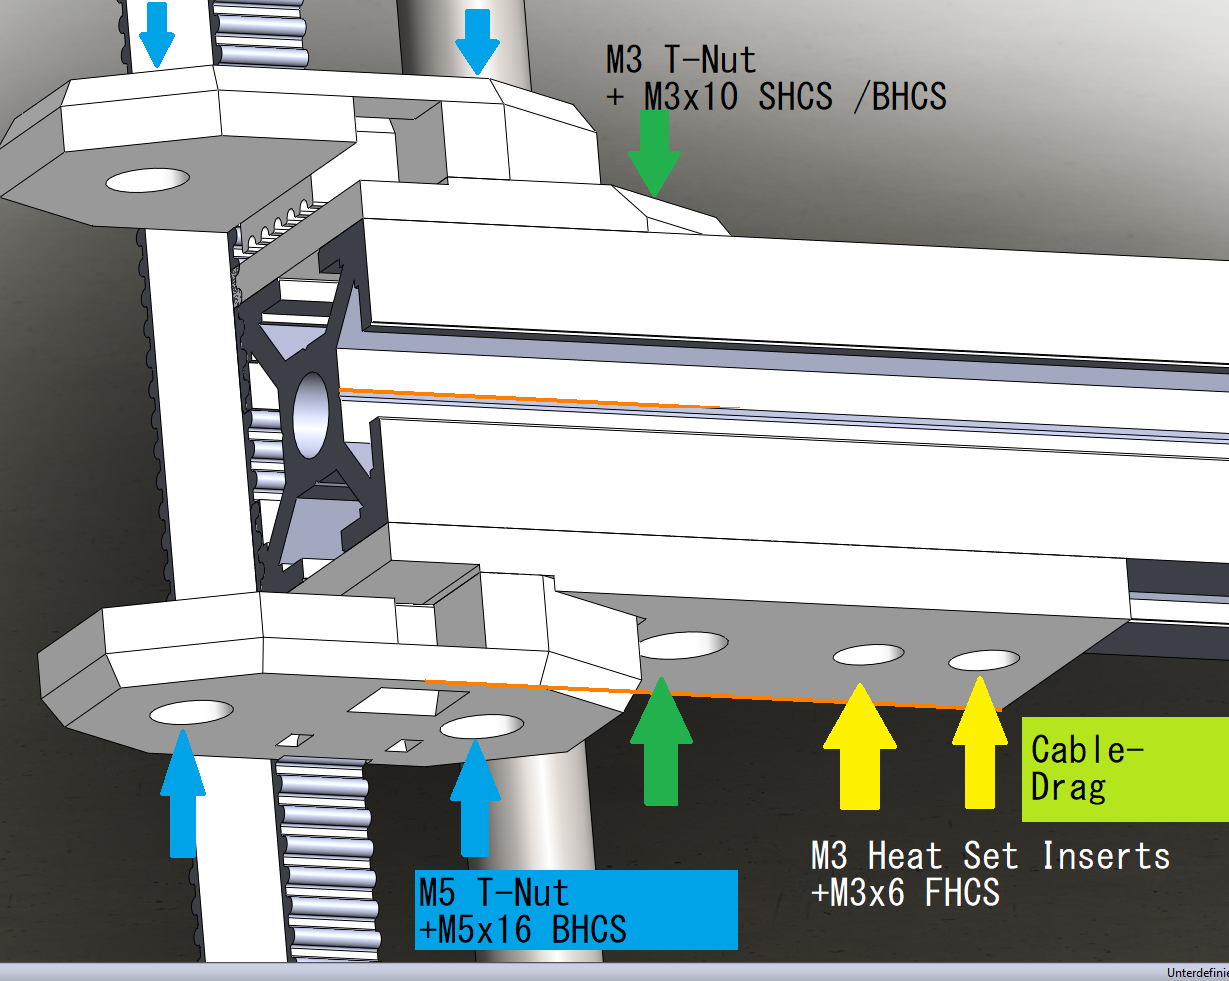 M3 T-Nut
+ M3x10 SHCS /BHCS
Cable-
Drag
M3 Heat Set Inserts
+M3x6 FHCS
M5 T-Nut
+M5x16 BHCS
Unterdefinie